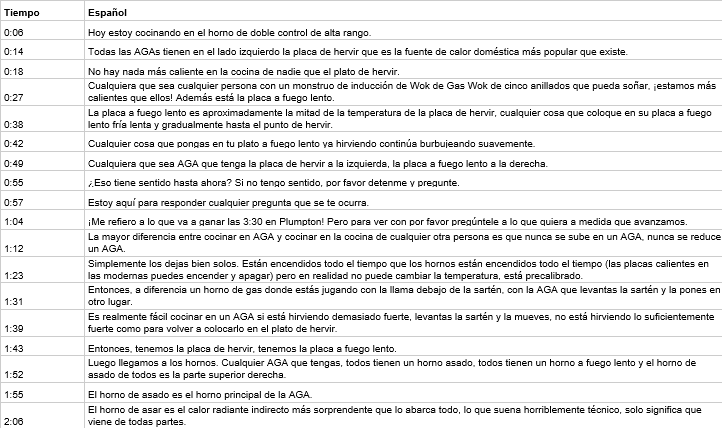 Tiempo Español
0:06 Hoy estoy cocinando en el horno de doble control de alta rango.
0:14 Todas las AGAs tienen en el lado izquierdo la placa de hervir que es la fuente de calor doméstica más popular que existe.
0:18 No hay nada más caliente en la cocina de nadie que el plato de hervir.
Cualquiera que sea cualquier persona con un monstruo de inducción de Wok de Gas Wok de cinco anillados que pueda soñar, ¡estamos más
0:27 calientes que ellos! Además está la placa a fuego lento.
La placa a fuego lento es aproximadamente la mitad de la temperatura de la placa de hervir, cualquier cosa que coloque en su placa a fuego
0:38 lento fría lenta y gradualmente hasta el punto de hervir.
0:42 Cualquier cosa que pongas en tu plato a fuego lento ya hirviendo continúa burbujeando suavemente.
0:49 Cualquiera que sea AGA que tenga la placa de hervir a la izquierda, la placa a fuego lento a la derecha.
0:55 ¿Eso tiene sentido hasta ahora? Si no tengo sentido, por favor detenme y pregunte.
0:57 Estoy aquí para responder cualquier pregunta que se te ocurra.
1:04 ¡Me refiero a lo que va a ganar las 3:30 en Plumpton! Pero para ver con por favor pregúntele a lo que quiera a medida que avanzamos.
La mayor diferencia entre cocinar en AGA y cocinar en la cocina de cualquier otra persona es que nunca se sube en un AGA, nunca se reduce
1:12 un AGA.
Simplemente los dejas bien solos. Están encendidos todo el tiempo que los hornos están encendidos todo el tiempo (las placas calientes en
1:23 las modernas puedes encender y apagar) pero en realidad no puede cambiar la temperatura, está precalibrado.
Entonces, a diferencia un horno de gas donde estás jugando con la llama debajo de la sartén, con la AGA que levantas la sartén y la pones en
1:31 otro lugar.
Es realmente fácil cocinar en un AGA si está hirviendo demasiado fuerte, levantas la sartén y la mueves, no está hirviendo lo suficientemente
1:39 fuerte como para volver a colocarlo en el plato de hervir.
1:43 Entonces, tenemos la placa de hervir, tenemos la placa a fuego lento.
Luego llegamos a los hornos. Cualquier AGA que tengas, todos tienen un horno asado, todos tienen un horno a fuego lento y el horno de
1:52 asado de todos es la parte superior derecha.
1:55 El horno de asado es el horno principal de la AGA.
El horno de asar es el calor radiante indirecto más sorprendente que lo abarca todo, lo que suena horriblemente técnico, solo significa que
2:06 viene de todas partes.